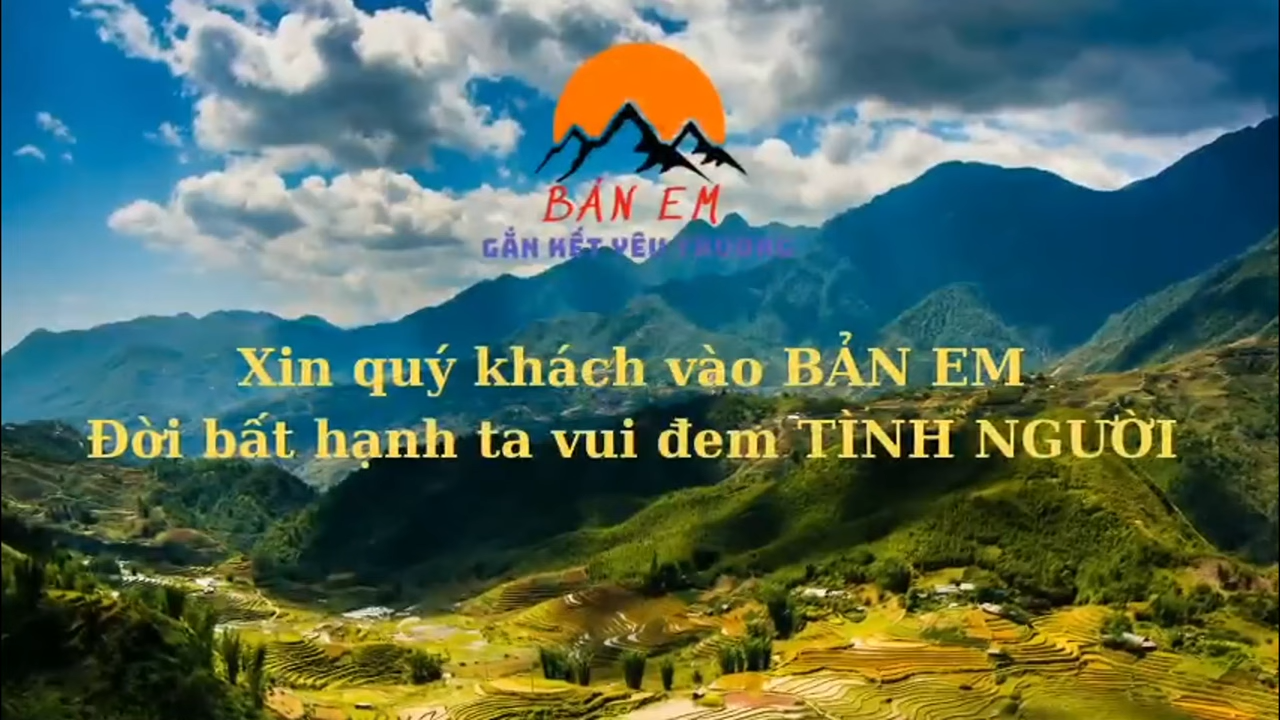 BẢN EM
GẮN KẾT YÊU THƯƠNG
Xin quý khách vào BẢN EM
Đời bất hạnh ta vui đem TÌNH NGƯỜI